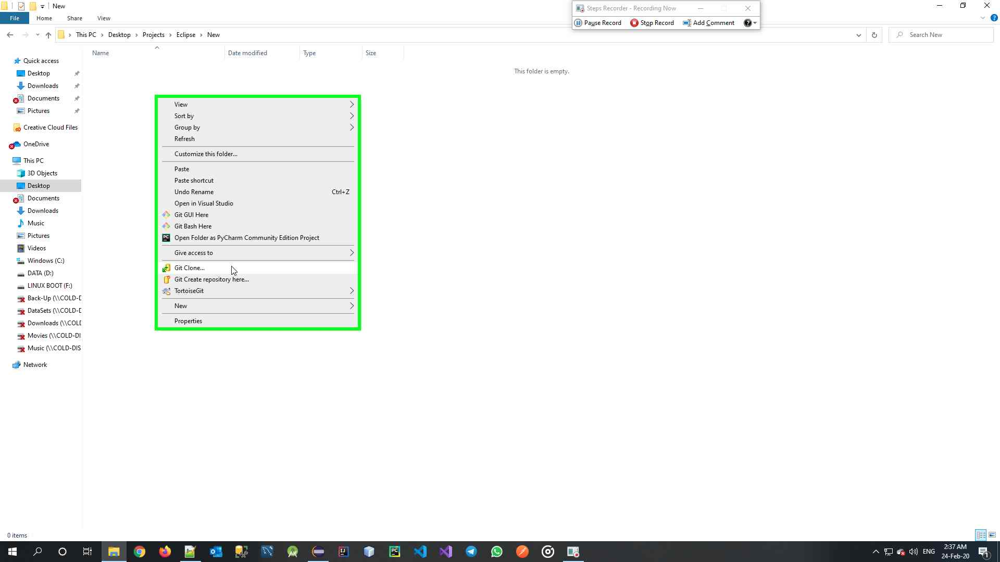 New
Steps Recorder - Recording Now
File Home Share View
Pause Record Stop Record Add Comment ?
This PC Desktop Projects Eclipse New
Search New
Name Date modified Type Size
This folder is empty.
Quick access
Desktop
Downloads
Documents
Pictures
Creative Cloud Files
OneDrive
This PC
3D Objects
Desktop
Documents
Downloads
Music
Pictures
Videos
Windows (C:)
DATA (D:)
LINUX BOOT (F:)
Back-Up (\\COLD-D
DataSets (\\COLD-D
Downloads (\\COLD
Movies (\\COLD-DI
Music (\\COLD-DIS
Network
View
Sort by
Group by
Refresh
Customize this folder...
Paste
Paste shortcut
Undo Rename Ctrl+Z
Open in Visual Studio
Git GUI Here
Git Bash Here
PC Open Folder as PyCharm Community Edition Project
Give access to
Git Clone...
Git Create repository here...
TortoiseGit
New
Properties
0 items
IJ PC ENG 2:37 AM
24-Feb-20 1